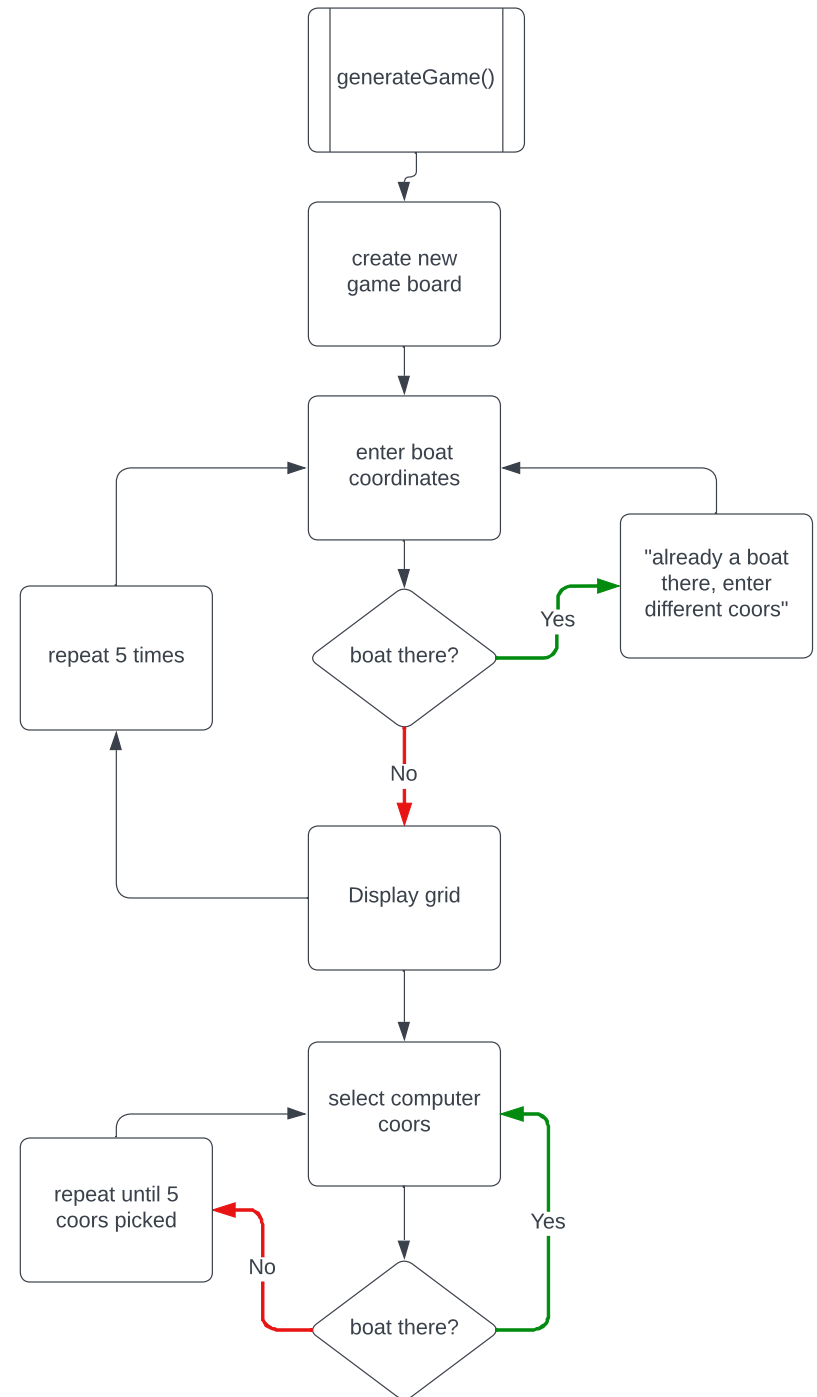 generateGame()
create new
game board
enter boat
coordinates
"already a boat
there, enter
different coors"
Yes
repeat 5 times
boat there?
No
Display grid
select computer
coors
repeat until 5
coors picked
Yes
No
boat there?